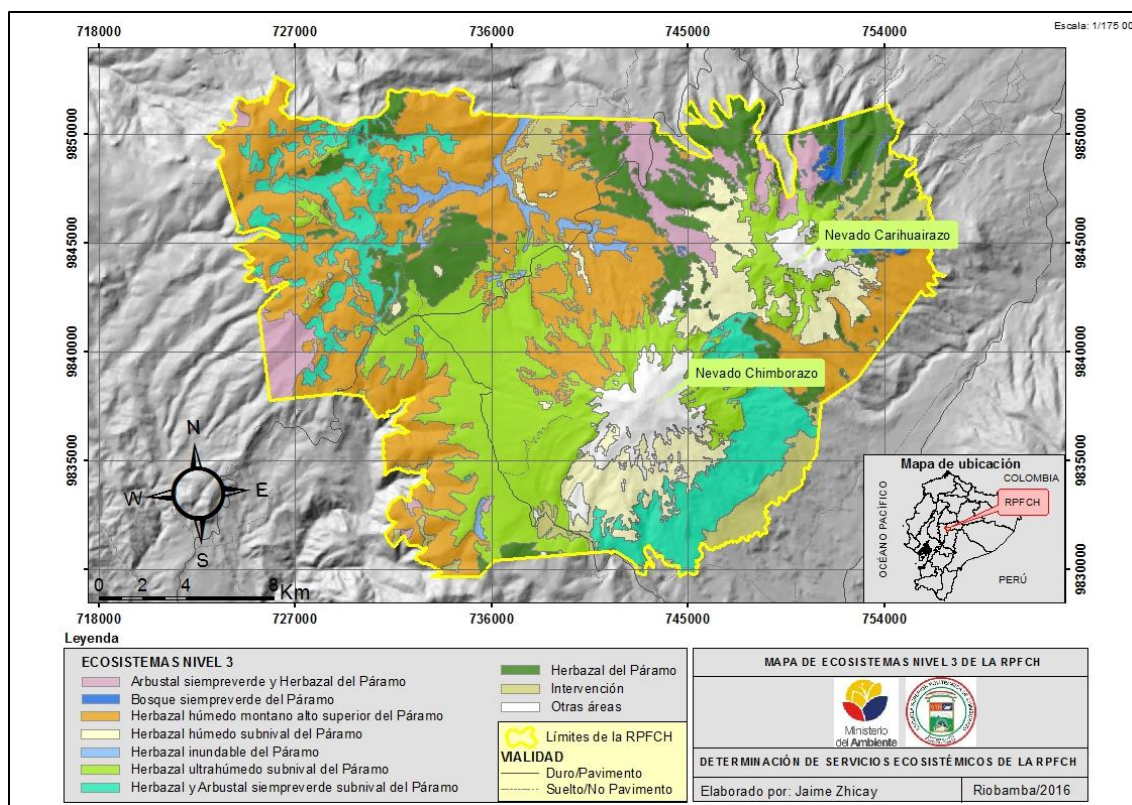 Escala: 1/175 00
718000 727000 736000 745000 754000
9850000 9850000
9845000 9845000
9840000 9840000
9835000 9835000
9830000
Nevado Carihuairazo
Nevado Chimborazo
N
W E
S
0 2 4 8 Km
Mapa de ubicación
COLOMBIA
RPFCH
OCÉANO PACÍFICO
PERÚ
718000 727000 736000 745000 754000
Leyenda
ECOSISTEMAS NIVEL 3
Arbustal siempreverde y Herbazal del Páramo
Bosque siempreverde del Páramo
Herbazal húmedo montano alto superior del Páramo
Herbazal húmedo subnival del Páramo
Herbazal inundable del Páramo
Herbazal ultrahúmedo subnival del Páramo
Herbazal y Arbustal siempreverde subnival del Páramo
Herbazal del Páramo
Intervención
Otras áreas
Límites de la RPFCH
VIALIDAD
Duro/Pavimento
Suelto/No Pavimento
MAPA DE ECOSISTEMAS NIVEL 3 DE LA RPFCH
Ministerio
del Ambiente
DETERMINACIÓN DE SERVICIOS ECOSISTÉMICOS DE LA RPFCH
Elaborado por: Jaime Zhicay
Riobamba/2016